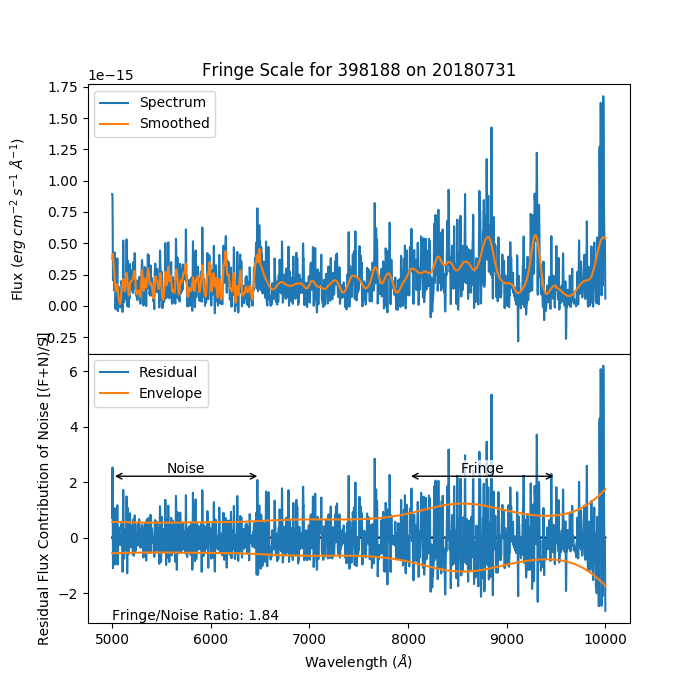 Fringe Scale for 398188 on 20180731
1e−15
1.75
1.50
1.25
1.00
0.75
0.50
0.25
0.00
0.25
Flux (erg cm⁻² s⁻¹ Å⁻¹)
Spectrum
Smoothed
6
4
2
0
−2
Residual Flux Contribution of Noise [(F+N)/S]
Residual
Envelope
Noise
Fringe
Fringe/Noise Ratio: 1.84
5000 6000 7000 8000 9000 10000
Wavelength (Å)